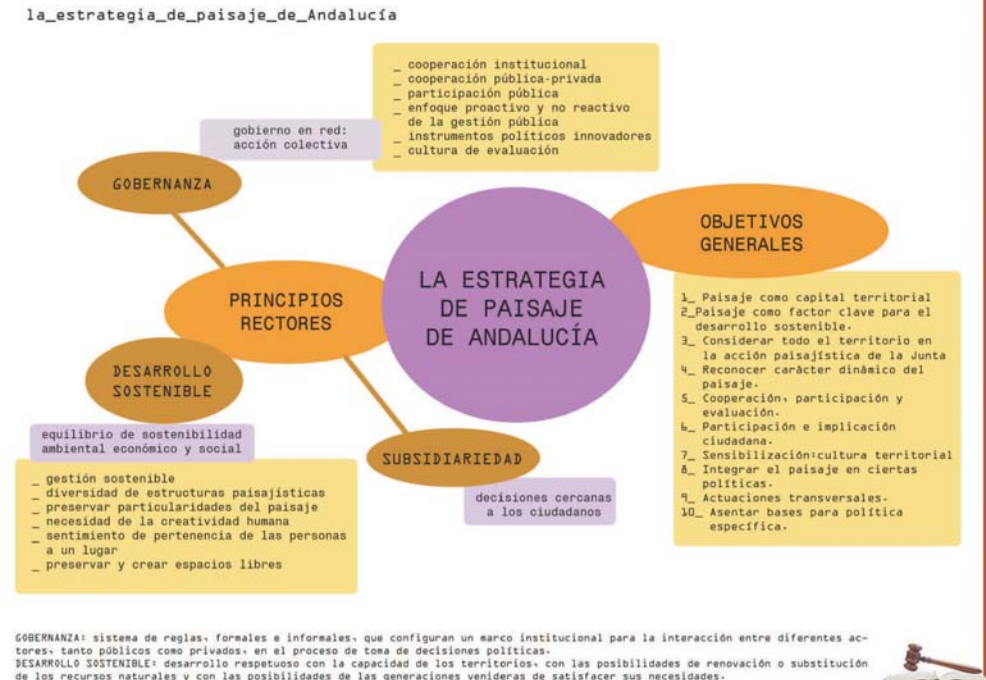 la_estrategia_de_paisaje_de_Andalucía
_ cooperación institucional
_ cooperación pública-privada
_ participación pública
_ enfoque proactivo y no reactivo
de la gestión pública
_ instrumentos políticos innovadores
_ cultura de evaluación
gobierno en red:
acción colectiva
GOBERNANZA
PRINCIPIOS
RECTORES
LA ESTRATEGIA
DE PAISAJE
DE ANDALUCÍA
OBJETIVOS
GENERALES
1_ Paisaje como capital territorial
2_Paisaje como factor clave para el
desarrollo sostenible.
3_ Considerar todo el territorio en
la acción paisajística de la Junta
4_ Reconocer carácter dinámico del
paisaje.
5_ Cooperación, participación y
evaluación.
6_ Participación e implicación
ciudadana.
7_ Sensibilización:cultura territorial
8_ Integrar el paisaje en ciertas
políticas.
9_ Actuaciones transversales.
10_ Asentar bases para política
específica.
DESARROLLO
SOSTENIBLE
equilibrio de sostenibilidad
ambiental económico y social
_ gestión sostenible
_ diversidad de estructuras paisajísticas
_ preservar particularidades del paisaje
_ necesidad de la creatividad humana
_ sentimiento de pertenencia de las personas
a un lugar
_ preservar y crear espacios libres
SUBSIDIARIEDAD
decisiones cercanas
a los ciudadanos
GOBERNANZA: sistema de reglas, formales e informales, que configuran un marco institucional para la interacción entre diferentes ac-
tores, tanto públicos como privados, en el proceso de toma de decisiones políticas.
DESARROLLO SOSTENIBLE: desarrollo respetuoso con la capacidad de los territorios, con las posibilidades de renovación o substitución
de los recursos naturales y con las posibilidades de las generaciones venideras de satisfacer sus necesidades.